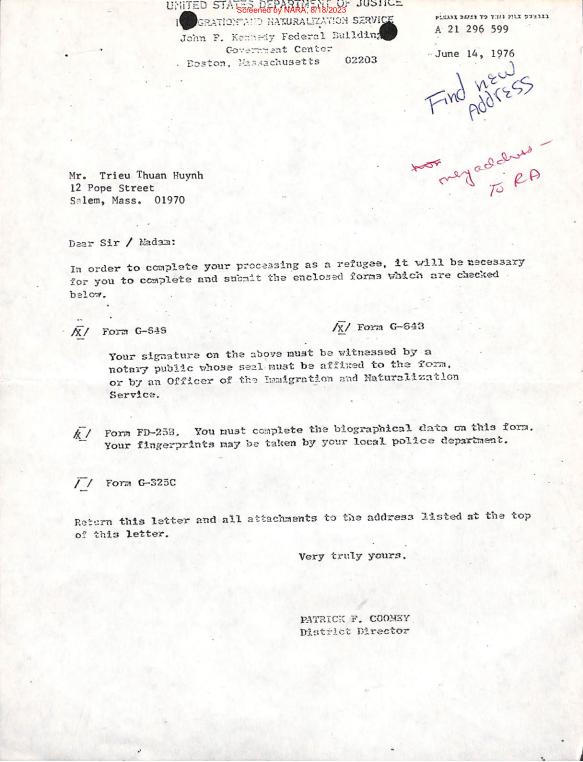 UNITED STATES DEPARTMENT OF JUSTICE
Screened by NARA, 8/18/2023
IMMIGRATION AND NATURALIZATION SERVICE
John F. Kennedy Federal Building
Government Center
Boston, Massachusetts 02203
PLEASE REFER TO THIS FILE NUMBER
A 21 296 599
June 14, 1976
Find new
Address
new address –
To RA
Mr. Trieu Thuan Huynh
12 Pope Street
Salem, Mass. 01970
Dear Sir / Madam:
In order to complete your processing as a refugee, it will be necessary
for you to complete and submit the enclosed forms which are checked
below.
/X/ Form G-648 /X/ Form G-643
Your signature on the above must be witnessed by a
notary public whose seal must be affixed to the form,
or by an Officer of the Immigration and Naturalization
Service.
/X/ Form FD-258. You must complete the biographical data on this form.
Your fingerprints may be taken by your local police department.
/ / Form G-325C
Return this letter and all attachments to the address listed at the top
of this letter.
Very truly yours.
PATRICK F. COOMEY
District Director